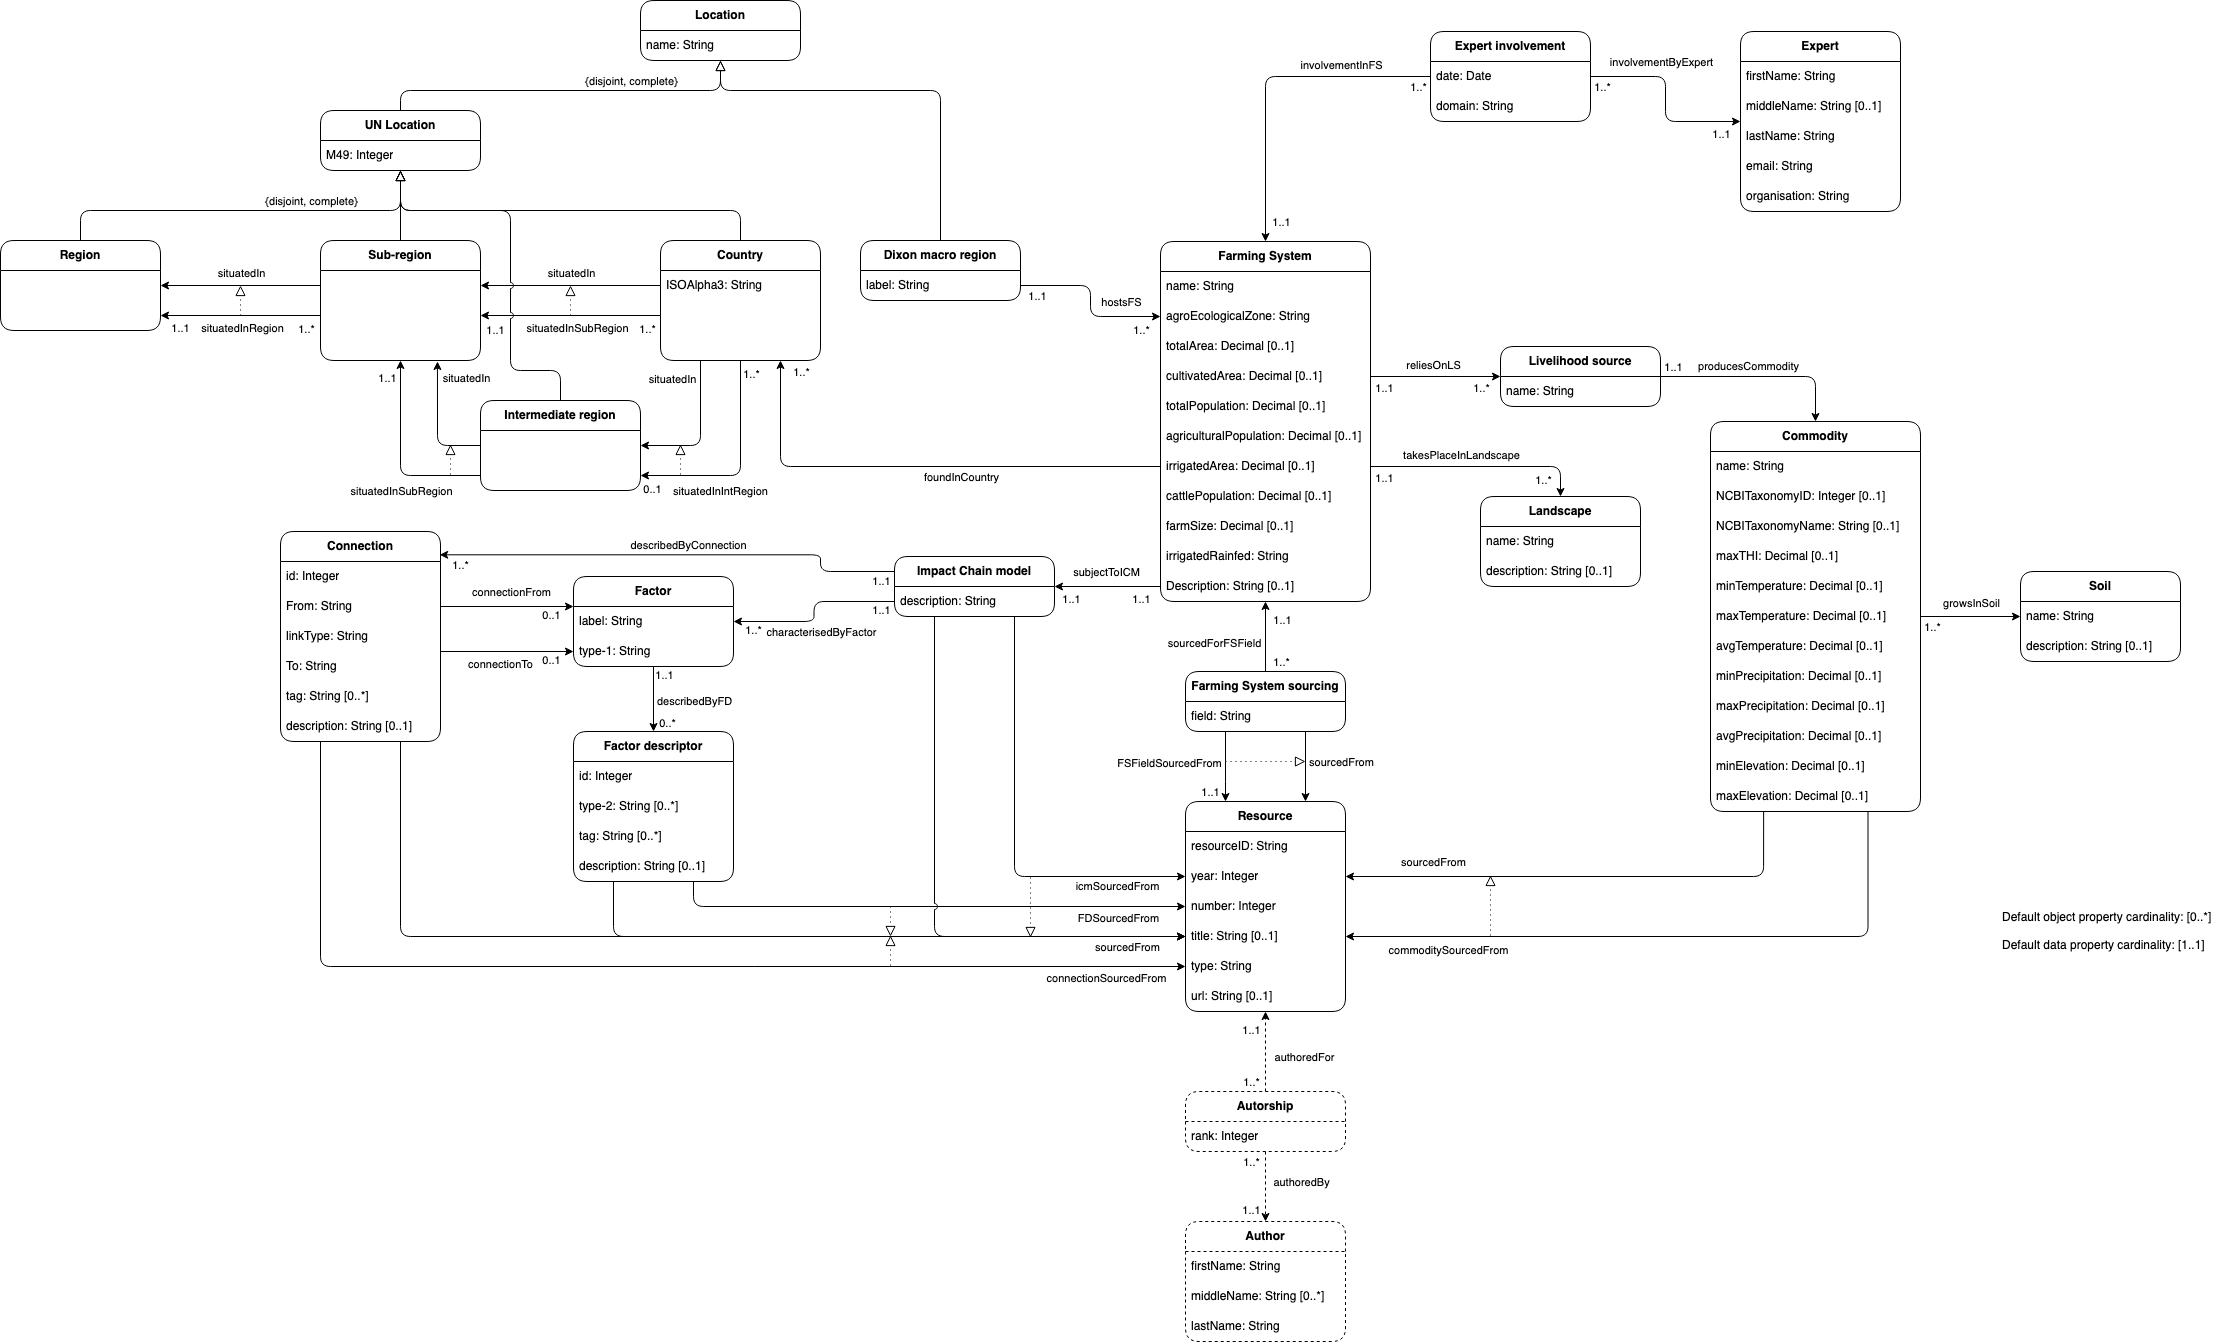 Location
name: String
{disjoint, complete}
UN Location
M49: Integer
{disjoint, complete}
Region
Sub-region
Country
ISOAlpha3: String
situatedIn
situatedIn
1..1
situatedInRegion
1..*
1..1
situatedInSubRegion
1..*
1..1
situatedIn
situatedIn
1..*
1..*
Intermediate region
situatedInSubRegion
0..1
situatedInIntRegion
Dixon macro region
label: String
1..1
hostsFS
1..*
foundInCountry
Expert involvement
date: Date
domain: String
involvementInFS
1..*
1..1
involvementByExpert
1..*
1..1
Expert
firstName: String
middleName: String [0..1]
lastName: String
email: String
organisation: String
Farming System
name: String
agroEcologicalZone: String
totalArea: Decimal [0..1]
cultivatedArea: Decimal [0..1]
totalPopulation: Decimal [0..1]
agriculturalPopulation: Decimal [0..1]
irrigatedArea: Decimal [0..1]
cattlePopulation: Decimal [0..1]
farmSize: Decimal [0..1]
irrigatedRainfed: String
Description: String [0..1]
reliesOnLS
1..1
1..*
Livelihood source
name: String
1..1
producesCommodity
takesPlaceInLandscape
1..1
1..*
Landscape
name: String
description: String [0..1]
Commodity
name: String
NCBITaxonomyID: Integer [0..1]
NCBITaxonomyName: String [0..1]
maxTHI: Decimal [0..1]
minTemperature: Decimal [0..1]
maxTemperature: Decimal [0..1]
avgTemperature: Decimal [0..1]
minPrecipitation: Decimal [0..1]
maxPrecipitation: Decimal [0..1]
avgPrecipitation: Decimal [0..1]
minElevation: Decimal [0..1]
maxElevation: Decimal [0..1]
growsInSoil
1..*
Soil
name: String
description: String [0..1]
Connection
id: Integer
From: String
linkType: String
To: String
tag: String [0..*]
description: String [0..1]
describedByConnection
1..*
1..1
connectionFrom
0..1
connectionTo
0..1
Factor
label: String
type-1: String
1..*
characterisedByFactor
1..1
Impact Chain model
description: String
subjectToICM
1..1
1..1
1..1
describedByFD
0..*
Factor descriptor
id: Integer
type-2: String [0..*]
tag: String [0..*]
description: String [0..1]
1..1
sourcedForFSField
1..*
Farming System sourcing
field: String
FSFieldSourcedFrom
sourcedFrom
1..1
Resource
resourceID: String
year: Integer
number: Integer
title: String [0..1]
type: String
url: String [0..1]
icmSourcedFrom
FDSourcedFrom
sourcedFrom
connectionSourcedFrom
sourcedFrom
commoditySourcedFrom
Default object property cardinality: [0..*]
Default data property cardinality: [1..1]
1..1
authoredFor
1..*
Autorship
rank: Integer
1..*
authoredBy
1..1
Author
firstName: String
middleName: String [0..*]
lastName: String